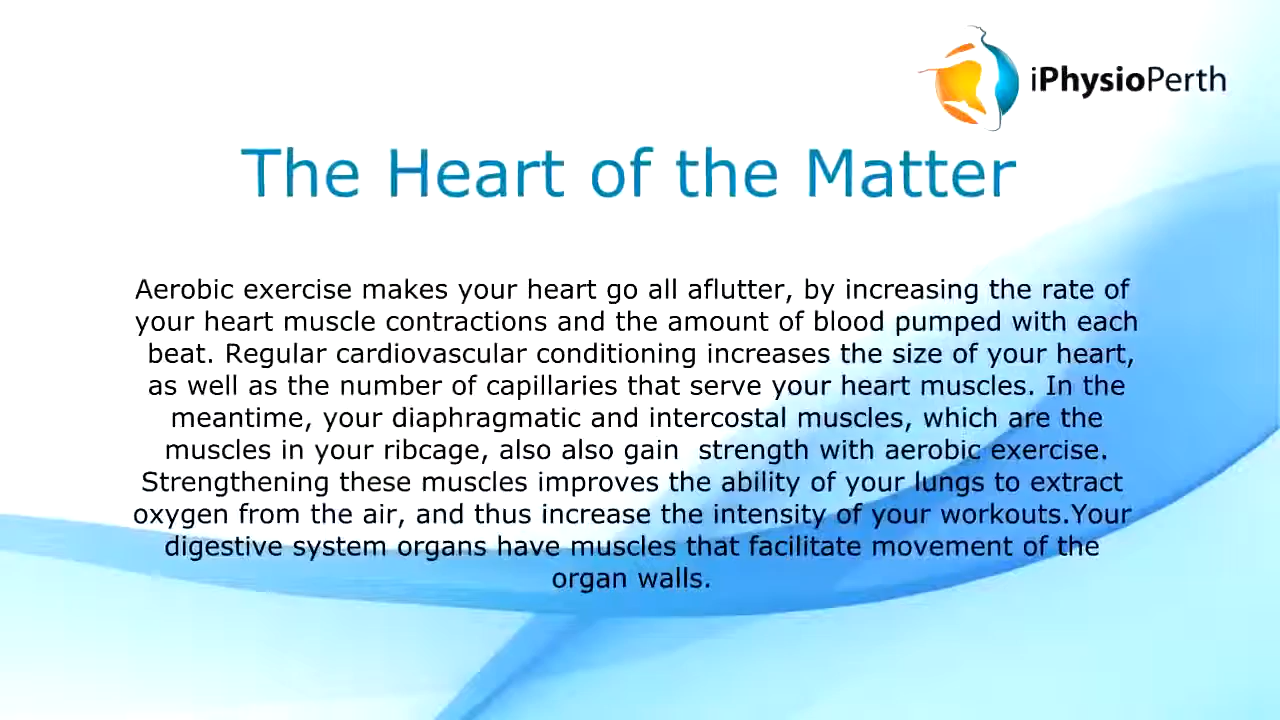 iPhysioPerth
The Heart of the Matter
Aerobic exercise makes your heart go all aflutter, by increasing the rate of
your heart muscle contractions and the amount of blood pumped with each
beat. Regular cardiovascular conditioning increases the size of your heart,
as well as the number of capillaries that serve your heart muscles. In the
meantime, your diaphragmatic and intercostal muscles, which are the
muscles in your ribcage, also also gain  strength with aerobic exercise.
Strengthening these muscles improves the ability of your lungs to extract
oxygen from the air, and thus increase the intensity of your workouts.Your
digestive system organs have muscles that facilitate movement of the
organ walls.